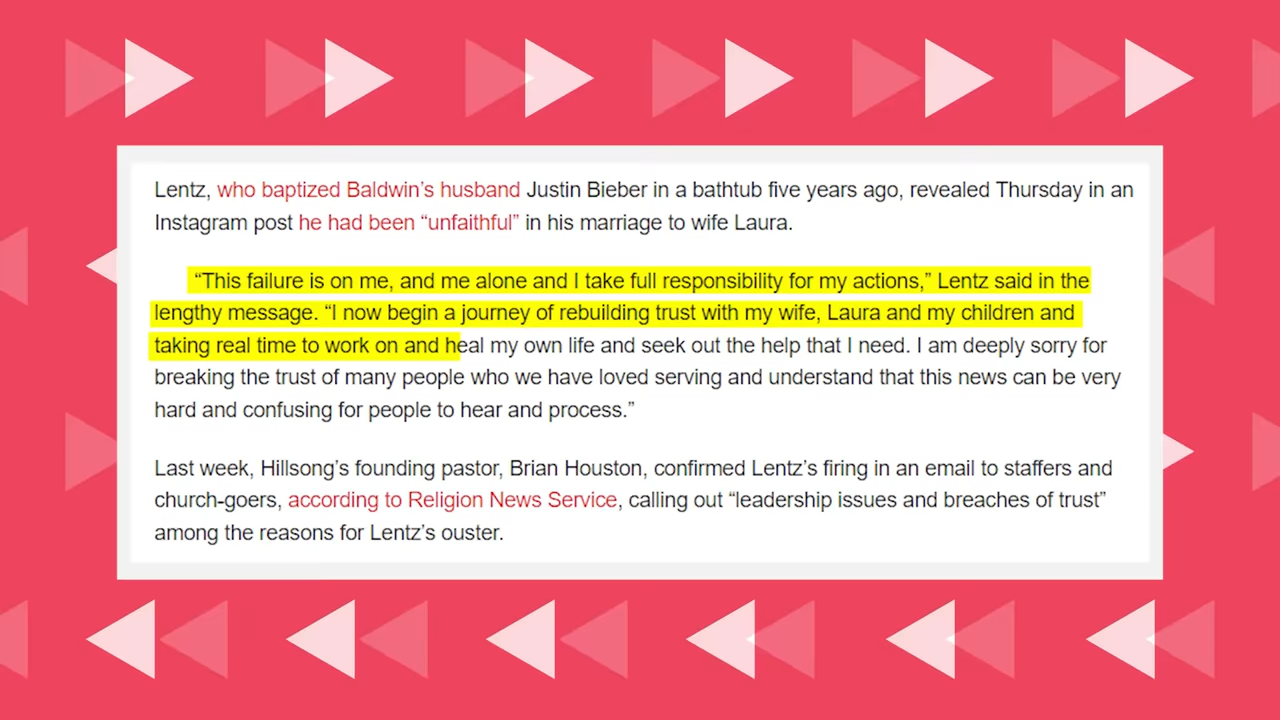 Lentz, who baptized Baldwin’s husband Justin Bieber in a bathtub five years ago, revealed Thursday in an
Instagram post he had been “unfaithful” in his marriage to wife Laura.
“This failure is on me, and me alone and I take full responsibility for my actions,” Lentz said in the
lengthy message. “I now begin a journey of rebuilding trust with my wife, Laura and my children and
taking real time to work on and heal my own life and seek out the help that I need. I am deeply sorry for
breaking the trust of many people who we have loved serving and understand that this news can be very
hard and confusing for people to hear and process.”
Last week, Hillsong’s founding pastor, Brian Houston, confirmed Lentz’s firing in an email to staffers and
church-goers, according to Religion News Service, calling out “leadership issues and breaches of trust”
among the reasons for Lentz’s ouster.